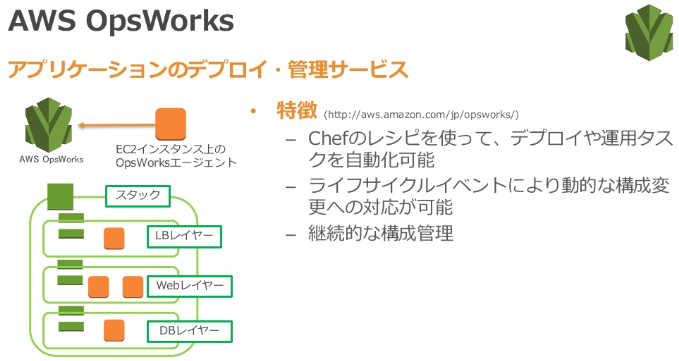 AWS OpsWorks
アプリケーションのデプロイ・管理サービス
AWS OpsWorks
EC2インスタンス上の
OpsWorksエージェント
スタック
LBレイヤー
Webレイヤー
DBレイヤー
• 特徴 (http://aws.amazon.com/jp/opsworks/)
– Chefのレシピを使って、デプロイや運用タス
クを自動化可能
– ライフサイクルイベントにより動的な構成変
更への対応が可能
– 継続的な構成管理